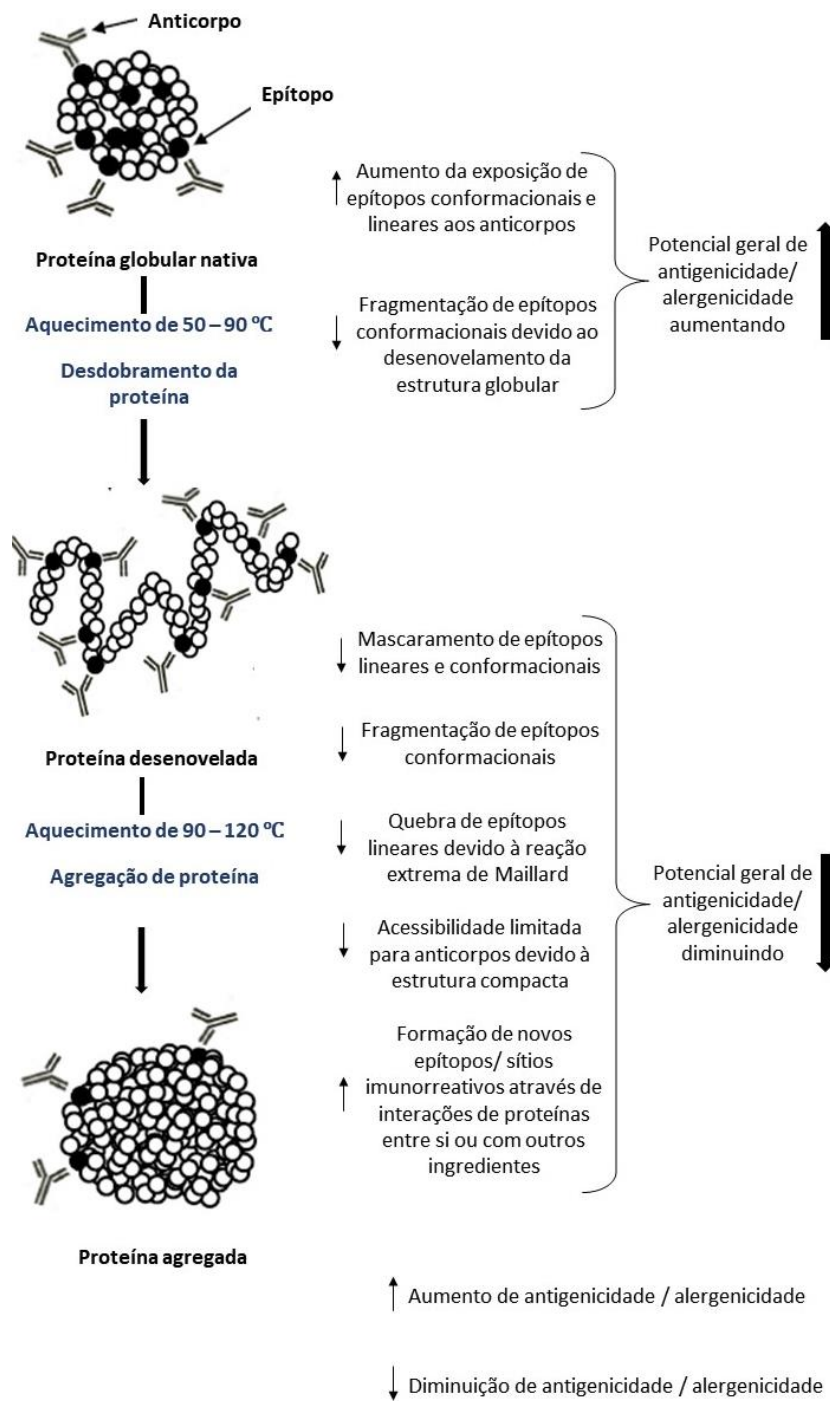 Anticorpo
Epítopo
Proteína globular nativa
Aquecimento de 50 – 90 ℃
Desdobramento da
proteína
↑ Aumento da exposição de
epítopos conformacionais e
lineares aos anticorpos
↓ Fragmentação de epítopos
conformacionais devido ao
desenovelamento da
estrutura globular
Potencial geral de
antigenicidade/
alergenicidade
aumentando
Proteína desenovelada
Aquecimento de 90 – 120 ℃
Agregação de proteína
↓ Mascaramento de epítopos
lineares e conformacionais
↓ Fragmentação de epítopos
conformacionais
↓ Quebra de epítopos
lineares devido à reação
extrema de Maillard
↓ Acessibilidade limitada
para anticorpos devido à
estrutura compacta
↑ Formação de novos
epítopos/ sítios
imunorreativos através de
interações de proteínas
entre si ou com outros
ingredientes
Potencial geral de
antigenicidade/
alergenicidade
diminuindo
Proteína agregada
↑ Aumento de antigenicidade / alergenicidade
↓ Diminuição de antigenicidade / alergenicidade